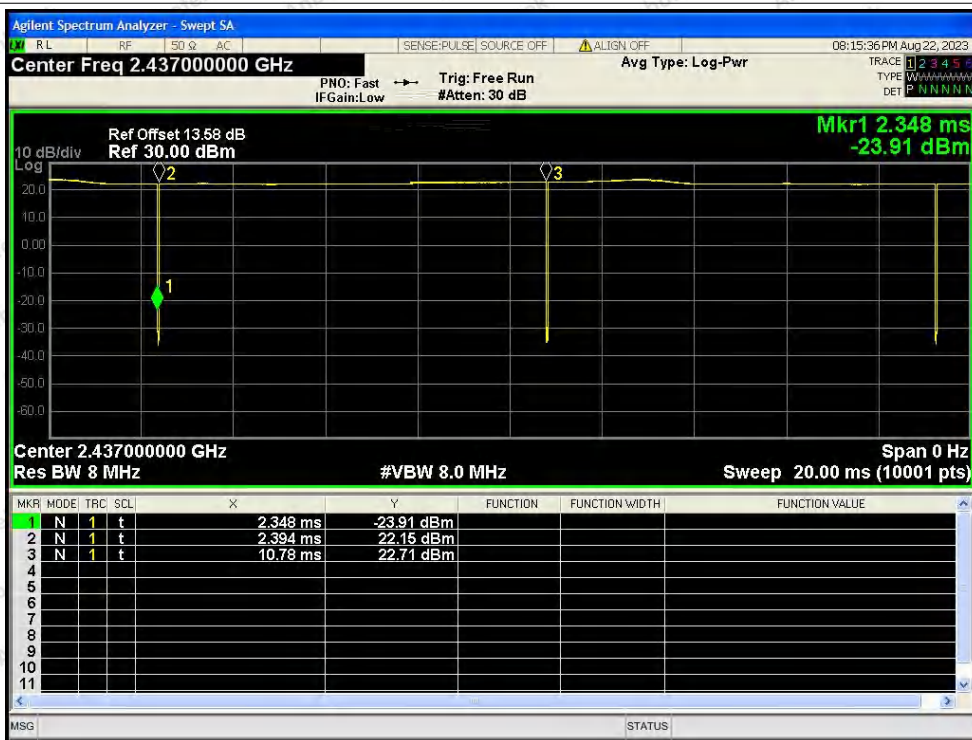 Agilent Spectrum Analyzer - Swept SA
LXI RL RF 50 Ω AC SENSE:PULSE SOURCE OFF ALIGN OFF 08:15:36 PM Aug 22, 2023
Center Freq 2.437000000 GHz
PNO: Fast
IFGain:Low
Trig: Free Run
#Atten: 30 dB
Avg Type: Log-Pwr
TRACE 1 2 3 4 5 6
TYPE WWWWWW
DET P N N N N N
Mkr1 2.348 ms
-23.91 dBm
Ref Offset 13.58 dB
10 dB/div Ref 30.00 dBm
Log
2
3
20.0
10.0
0.00
-10.0
1
-20.0
-30.0
-40.0
-50.0
-60.0
Center 2.437000000 GHz Span 0 Hz
Res BW 8 MHz #VBW 8.0 MHz Sweep 20.00 ms (10001 pts)
MKR MODE TRC SCL X Y FUNCTION FUNCTION WIDTH FUNCTION VALUE
1 N 1 t 2.348 ms -23.91 dBm
2 N 1 t 2.394 ms 22.15 dBm
3 N 1 t 10.78 ms 22.71 dBm
4
5
6
7
8
9
10
11
MSG STATUS